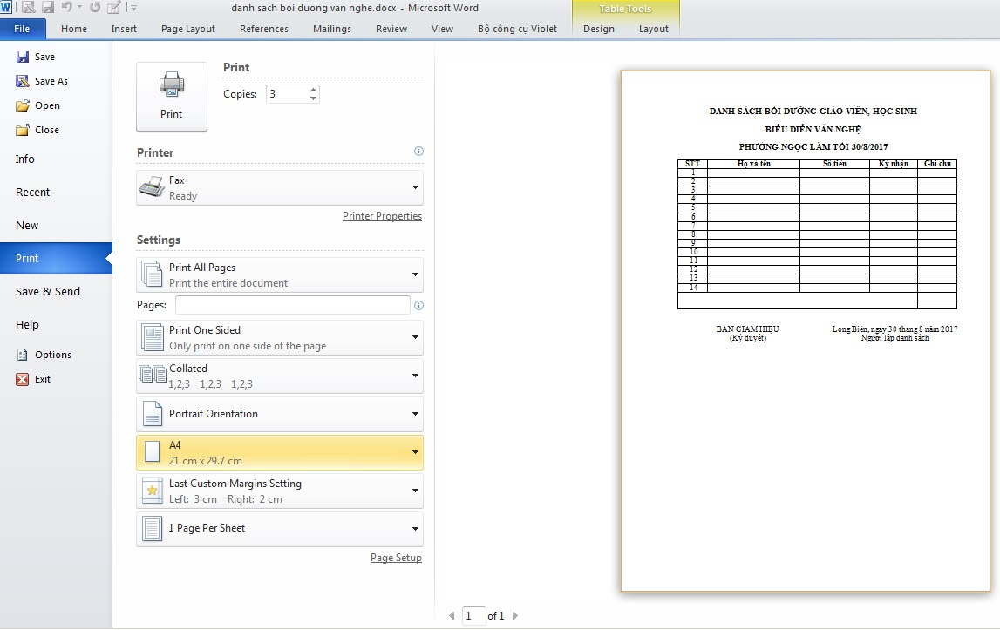 danh sach boi duong van nghe.docx - Microsoft Word
Table Tools
File Home Insert Page Layout References Mailings Review View Bộ công cụ Violet Design Layout
Save
Save As
Open
Close
Info
Recent
New
Print
Save & Send
Help
Options
Exit
Print
Print
Copies: 3
Printer
Fax
Ready
Printer Properties
Settings
Print All Pages
Print the entire document
Pages:
Print One Sided
Only print on one side of the page
Collated
1,2,3 1,2,3 1,2,3
Portrait Orientation
A4
21 cm x 29.7 cm
Last Custom Margins Setting
Left: 3 cm Right: 2 cm
1 Page Per Sheet
Page Setup
DANH SÁCH BỒI DƯỠNG GIÁO VIÊN, HỌC SINH
BIỂU DIỄN VĂN NGHỆ
PHƯỜNG NGỌC LÂM TỐI 30/8/2017
STT Họ và tên Số tiền Ký nhận Ghi chú
1
2
3
4
5
6
7
8
9
10
11
12
13
14
BAN GIÁM HIỆU Long Biên, ngày 30 tháng 8 năm 2017
(Ký duyệt) Người lập danh sách
1 of 1